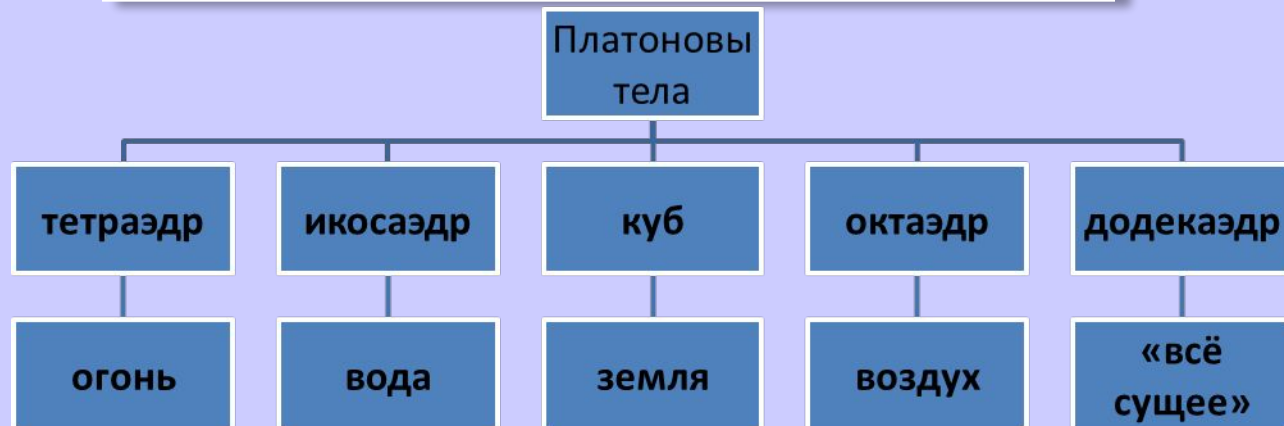 Платоновы
тела
тетраэдр
икосаэдр
куб
октаэдр
додекаэдр
огонь
вода
земля
воздух
«всё
сущее»